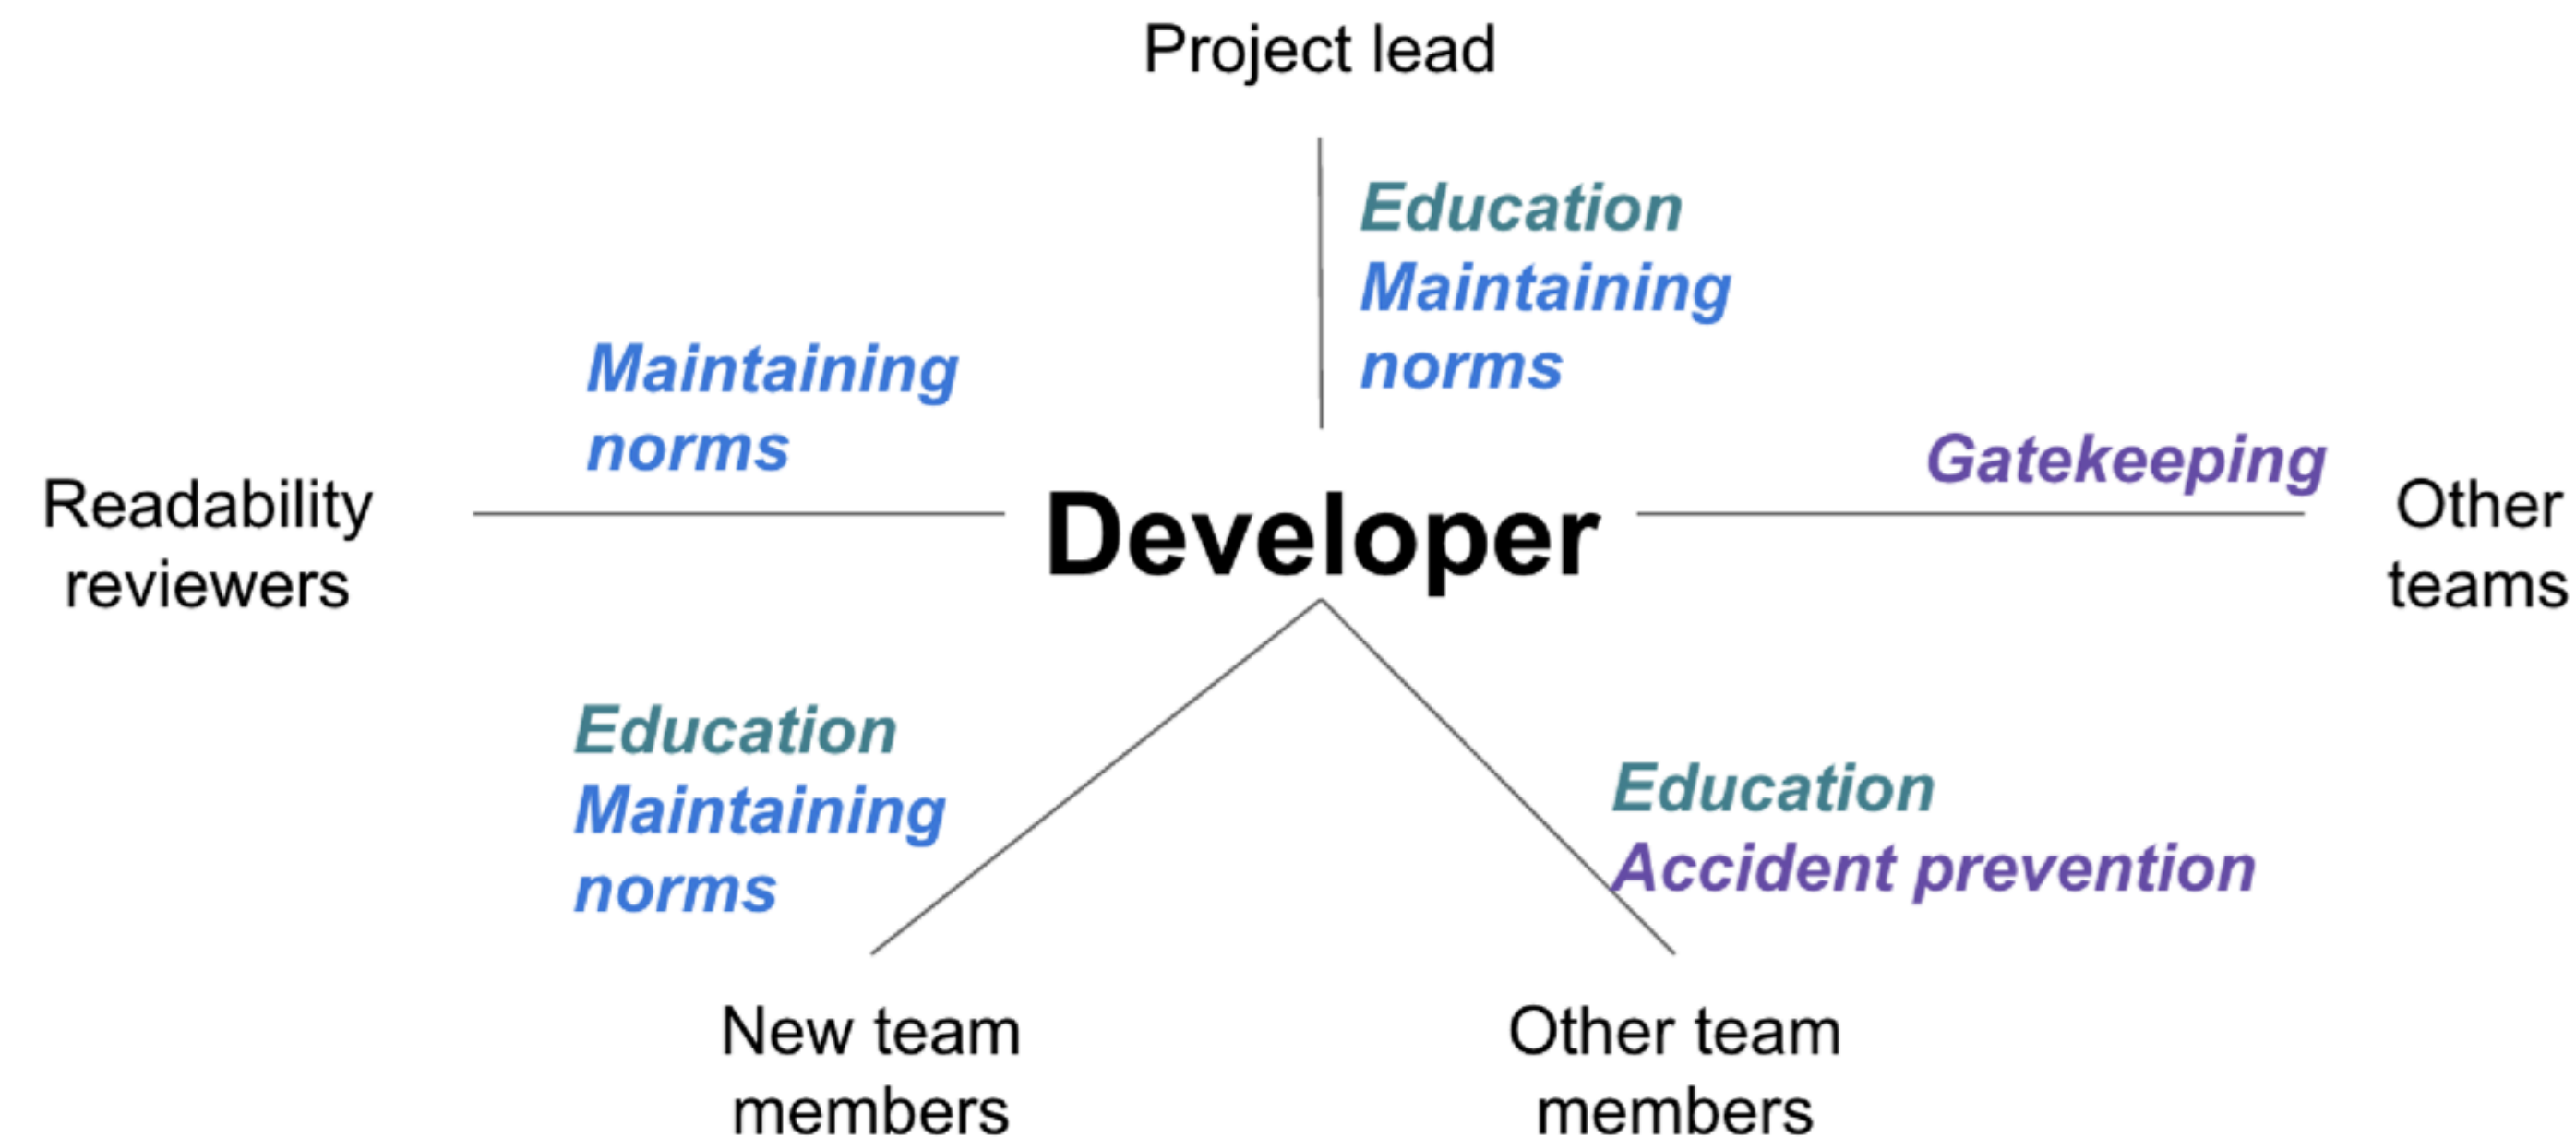 Project lead
Education
Maintaining
norms
Maintaining
norms
Gatekeeping
Readability
reviewers
Developer
Other
teams
Education
Maintaining
norms
Education
Accident prevention
New team
members
Other team
members